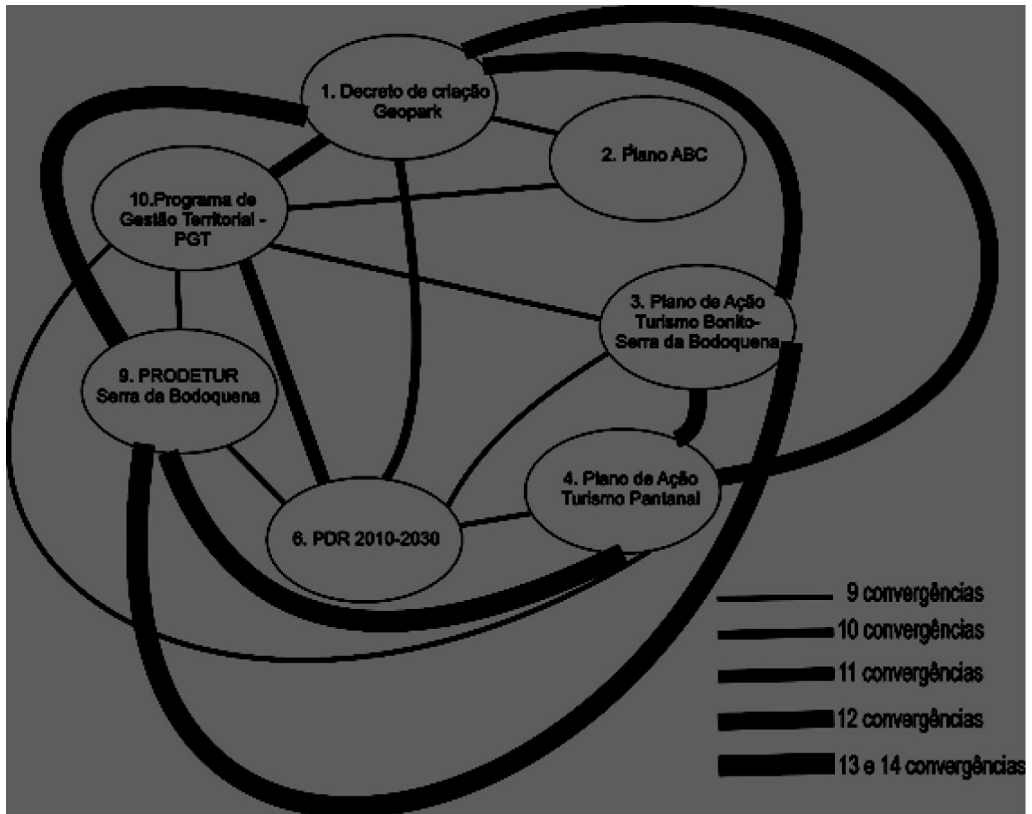 1. Decreto de criação
Geopark
2. Plano ABC
10.Programa de
Gestão Territorial -
PGT
3. Plano de Ação
Turismo Bonito-
Serra da Bodoquena
9. PRODETUR
Serra da Bodoquena
4. Plano de Ação
Turismo Pantanal
6. PDR 2010-2030
9 convergências
10 convergências
11 convergências
12 convergências
13 e 14 convergências